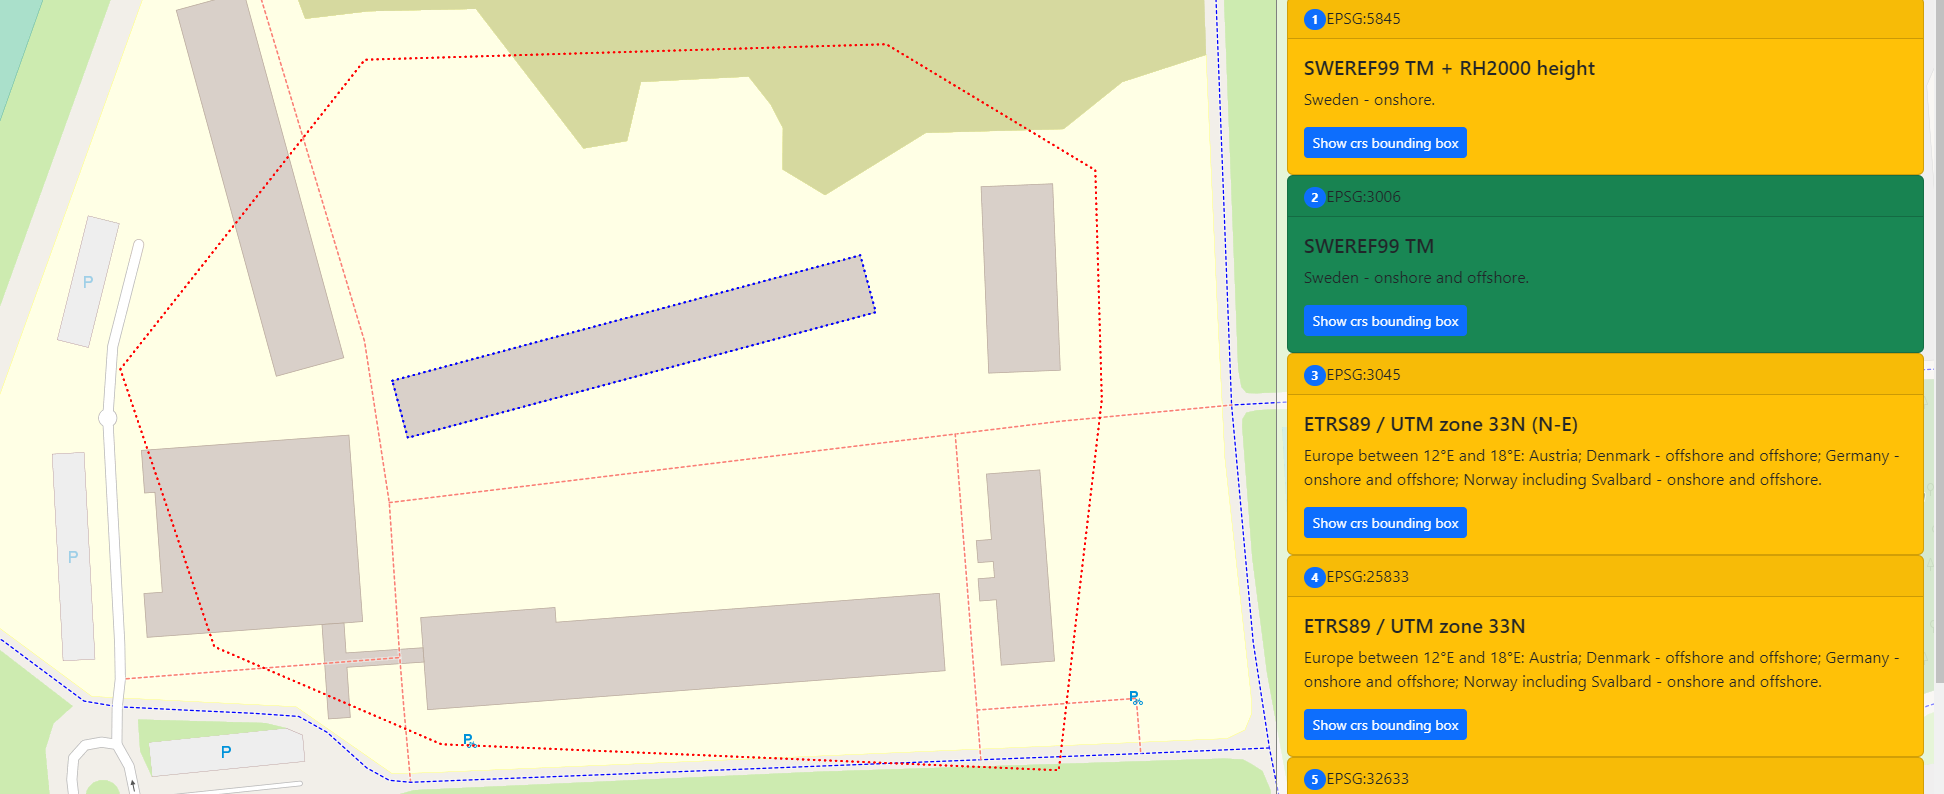 P
P
P
P
P
1 EPSG:5845
SWEREF99 TM + RH2000 height
Sweden - onshore.
Show crs bounding box
2 EPSG:3006
SWEREF99 TM
Sweden - onshore and offshore.
Show crs bounding box
3 EPSG:3045
ETRS89 / UTM zone 33N (N-E)
Europe between 12°E and 18°E: Austria; Denmark - offshore and offshore; Germany -
onshore and offshore; Norway including Svalbard - onshore and offshore.
Show crs bounding box
4 EPSG:25833
ETRS89 / UTM zone 33N
Europe between 12°E and 18°E: Austria; Denmark - offshore and offshore; Germany -
onshore and offshore; Norway including Svalbard - onshore and offshore.
Show crs bounding box
5 EPSG:32633